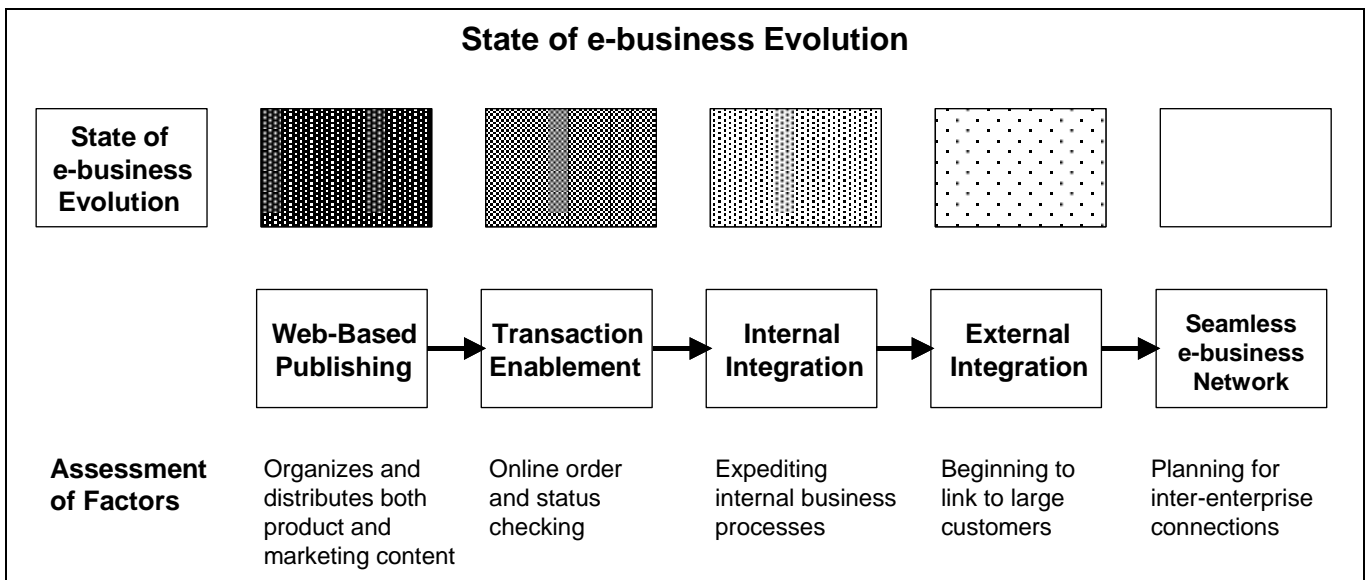 State of e-business Evolution
State of
e-business
Evolution
Web-Based
Publishing
Transaction
Enablement
Internal
Integration
External
Integration
Seamless
e-business
Network
Assessment
of Factors
Organizes and
distributes both
product and
marketing content
Online order
and status
checking
Expediting
internal business
processes
Beginning to
link to large
customers
Planning for
inter-enterprise
connections